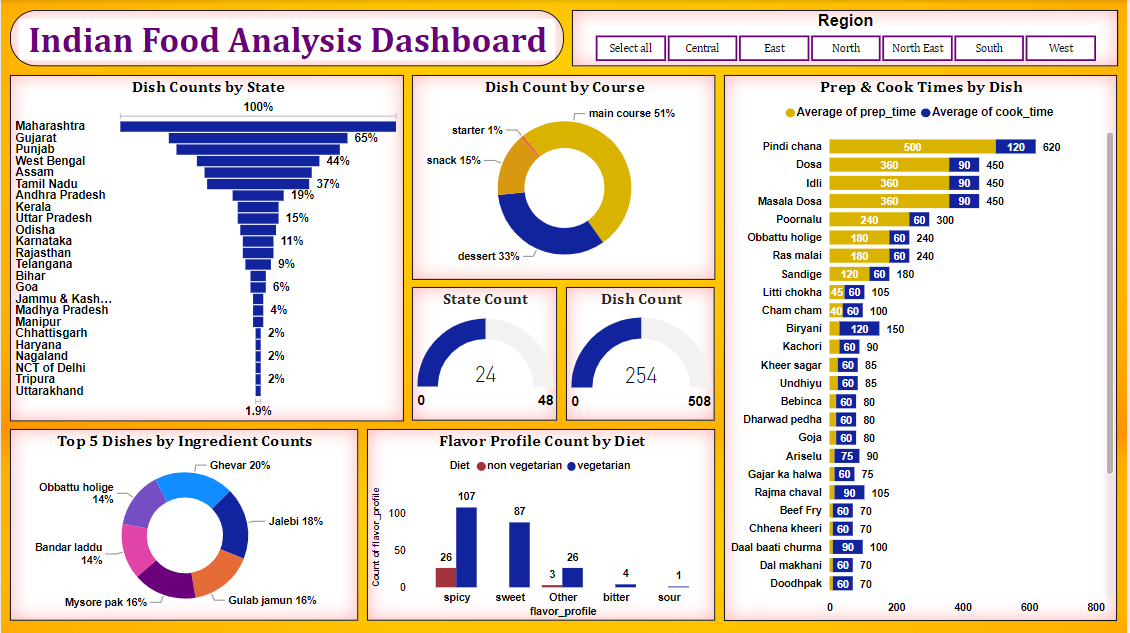 Indian Food Analysis Dashboard
Region
Select all
Central
East
North
North East
South
West
Dish Counts by State
100%
Maharashtra
Gujarat 65%
Punjab
West Bengal 44%
Assam
Tamil Nadu 37%
Andhra Pradesh 19%
Kerala
Uttar Pradesh 15%
Odisha
Karnataka 11%
Rajasthan
Telangana 9%
Bihar
Goa 6%
Jammu & Kash...
Madhya Pradesh 4%
Manipur
Chhattisgarh 2%
Haryana
Nagaland 2%
NCT of Delhi
Tripura 2%
Uttarakhand
1.9%
Dish Count by Course
main course 51%
starter 1%
snack 15%
dessert 33%
State Count
24
0 48
Dish Count
254
0 508
Prep & Cook Times by Dish
Average of prep_time Average of cook_time
Pindi chana 500 120 620
Dosa 360 90 450
Idli 360 90 450
Masala Dosa 360 90 450
Poornalu 240 60 300
Obbattu holige 180 60 240
Ras malai 180 60 240
Sandige 120 60 180
Litti chokha 45 60 105
Cham cham 40 60 100
Biryani 120 150
Kachori 60 90
Kheer sagar 60 85
Undhiyu 60 85
Bebinca 60 80
Dharwad pedha 60 80
Goja 60 80
Ariselu 75 90
Gajar ka halwa 60 75
Rajma chaval 90 105
Beef Fry 60 70
Chhena kheeri 60 70
Daal baati churma 90 100
Dal makhani 60 70
Doodhpak 60 70
0 200 400 600 800
Top 5 Dishes by Ingredient Counts
Ghevar 20%
Obbattu holige
14%
Jalebi 18%
Bandar laddu
14%
Mysore pak 16%
Gulab jamun 16%
Flavor Profile Count by Diet
Diet non vegetarian vegetarian
Count of flavor_profile
100
50
0
26 107
87
3 26
4
1
spicy sweet Other bitter sour
flavor_profile